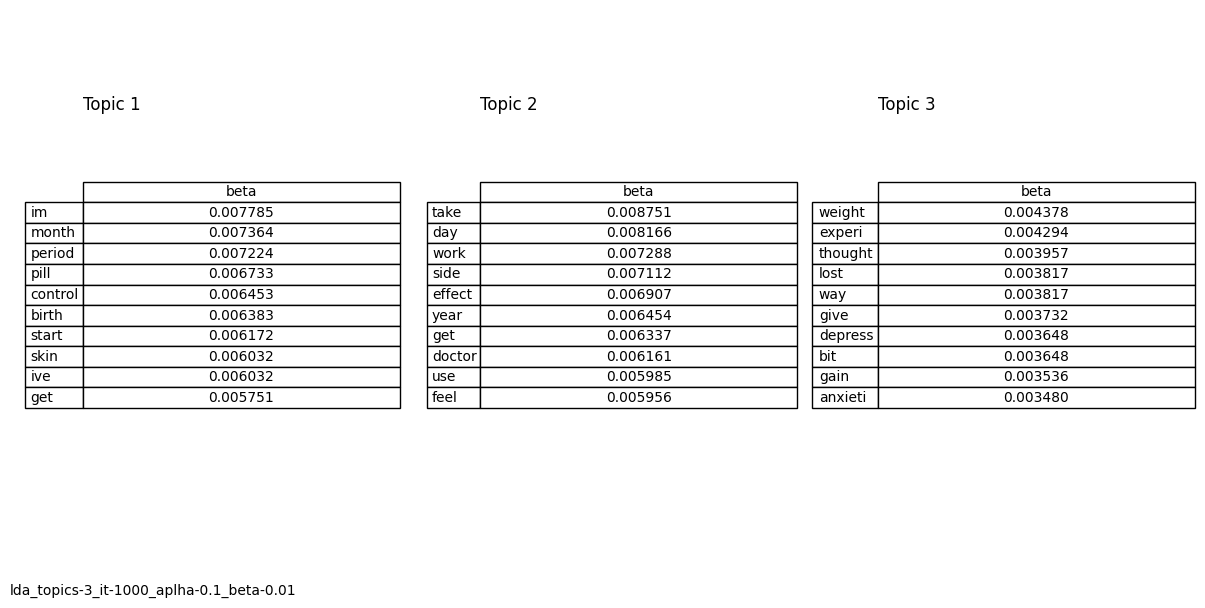 Topic 1
beta
im 0.007785
month 0.007364
period 0.007224
pill 0.006733
control 0.006453
birth 0.006383
start 0.006172
skin 0.006032
ive 0.006032
get 0.005751
Topic 2
beta
take 0.008751
day 0.008166
work 0.007288
side 0.007112
effect 0.006907
year 0.006454
get 0.006337
doctor 0.006161
use 0.005985
feel 0.005956
Topic 3
beta
weight 0.004378
experi 0.004294
thought 0.003957
lost 0.003817
way 0.003817
give 0.003732
depress 0.003648
bit 0.003648
gain 0.003536
anxieti 0.003480
lda_topics-3_it-1000_aplha-0.1_beta-0.01